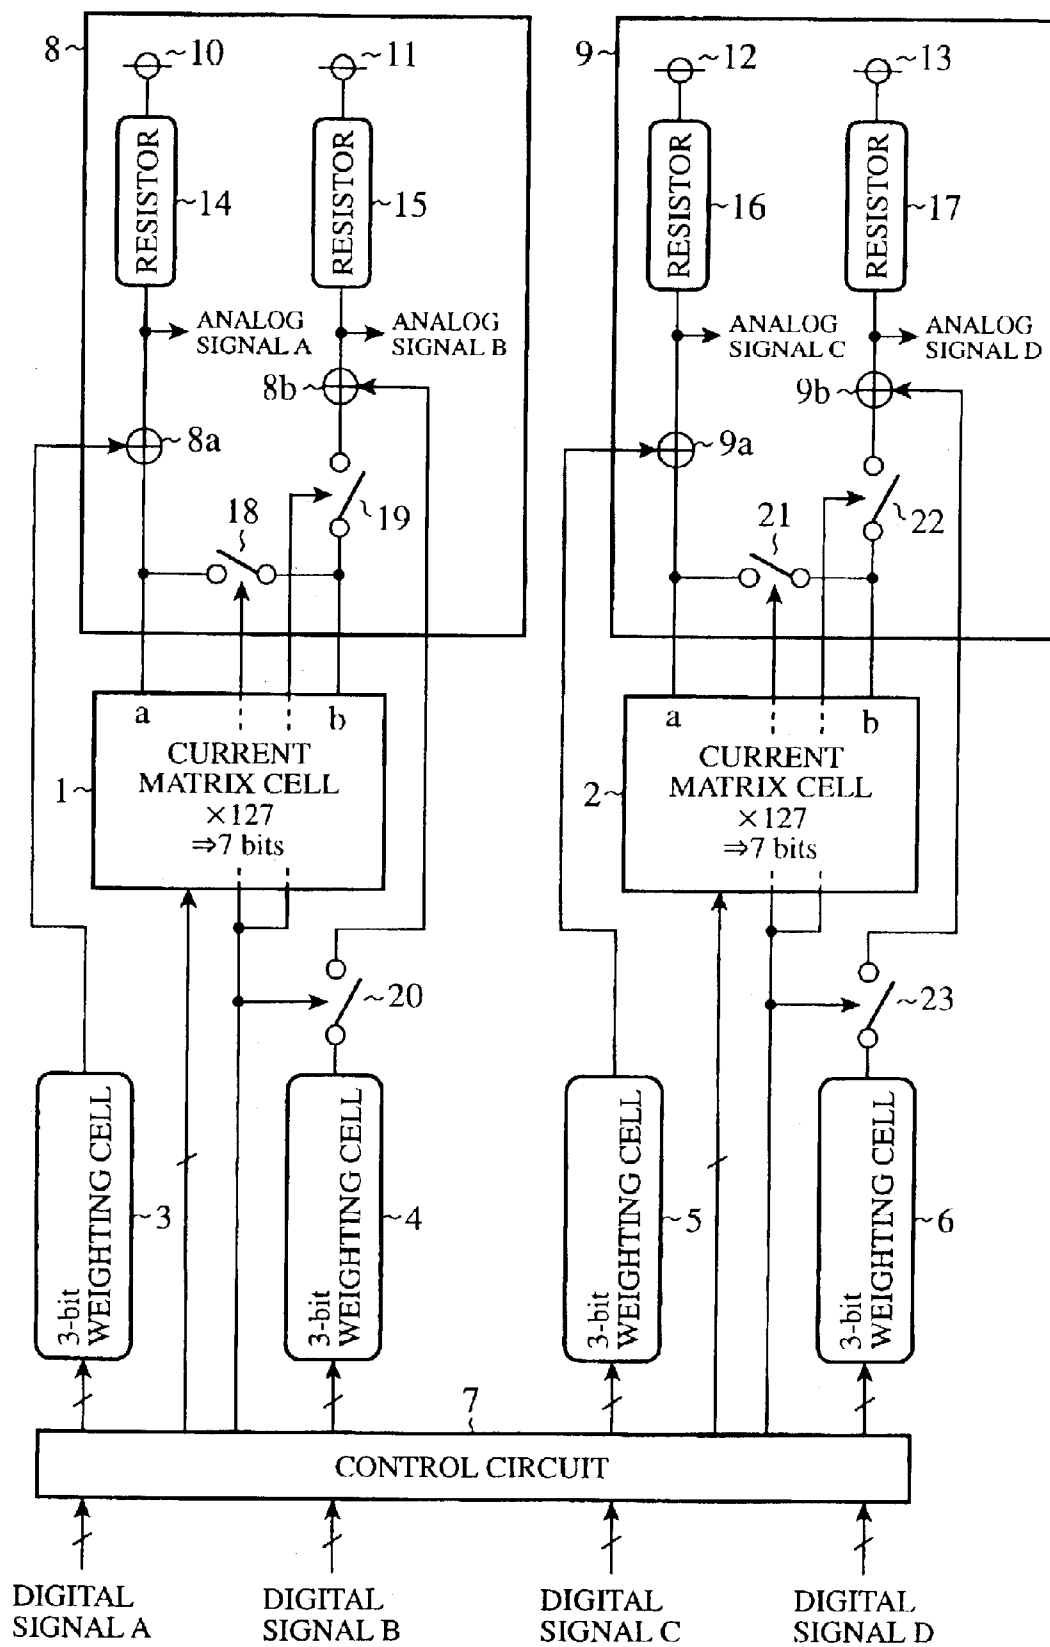 8
10
11
9
12
13
RESISTOR
14
RESISTOR
15
RESISTOR
16
RESISTOR
17
ANALOG
SIGNAL A
ANALOG
SIGNAL B
ANALOG
SIGNAL C
ANALOG
SIGNAL D
8b
9b
8a
9a
18
19
21
22
a
b
a
b
1
CURRENT
MATRIX CELL
×127
⇒7 bits
2
CURRENT
MATRIX CELL
×127
⇒7 bits
20
23
3-bit
WEIGHTING CELL
3
3-bit
WEIGHTING CELL
4
3-bit
WEIGHTING CELL
5
3-bit
WEIGHTING CELL
6
7
CONTROL CIRCUIT
DIGITAL
SIGNAL A
DIGITAL
SIGNAL B
DIGITAL
SIGNAL C
DIGITAL
SIGNAL D